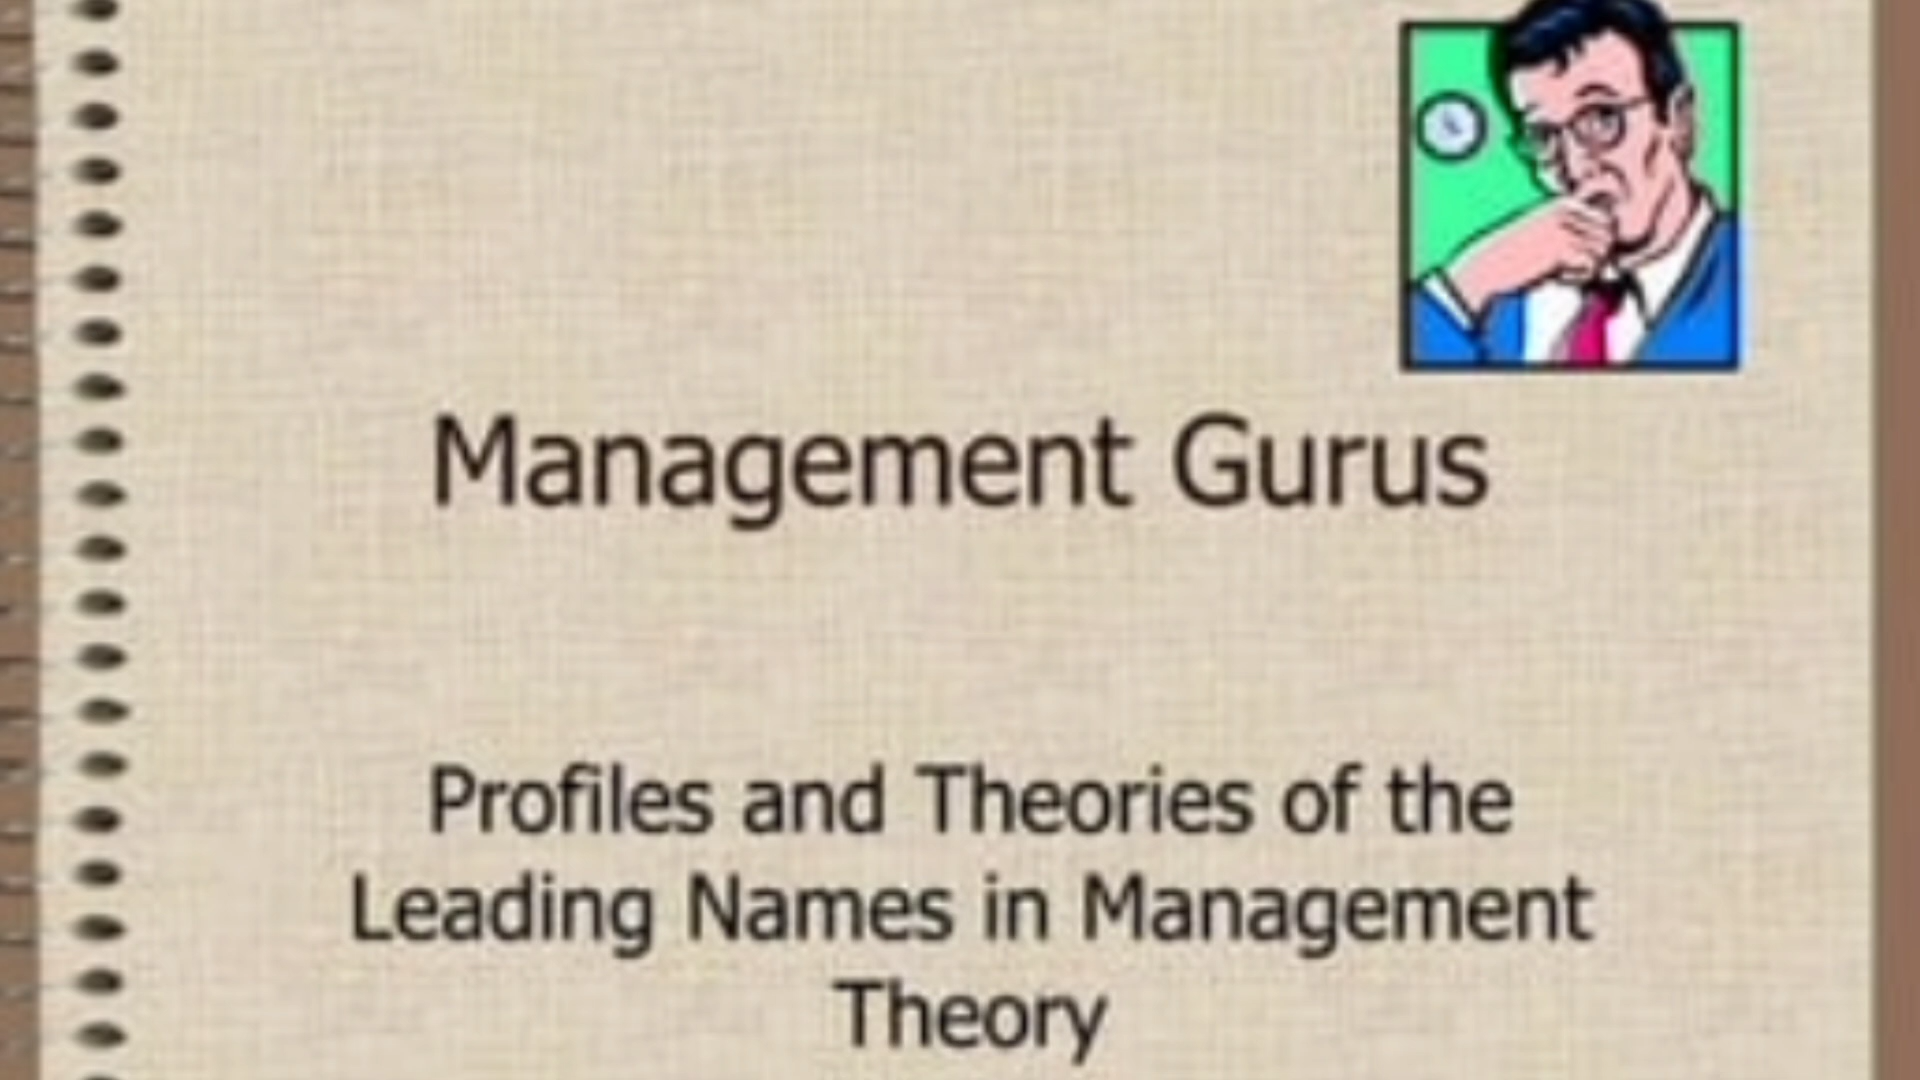 Management Gurus
Profiles and Theories of the
Leading Names in Management
Theory